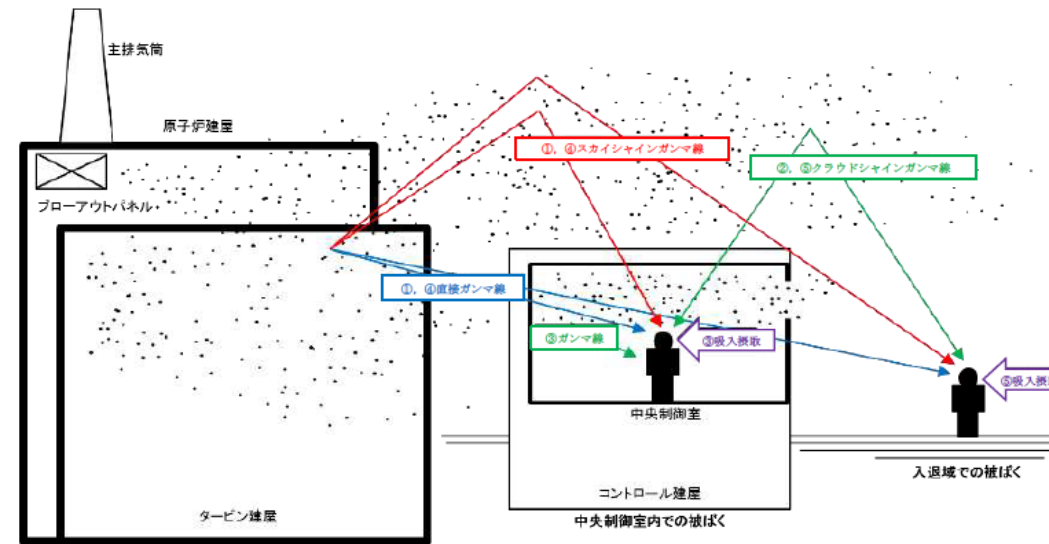 主排気筒
原子炉建屋
①，④スカイシャインガンマ線
②，⑤クラウドシャインガンマ線
ブローアウトパネル
①，④直接ガンマ線
③ガンマ線
③吸入摂取
⑤吸入摂
中央制御室
入退域での被ばく
コントロール建屋
タービン建屋
中央制御室内での被ばく